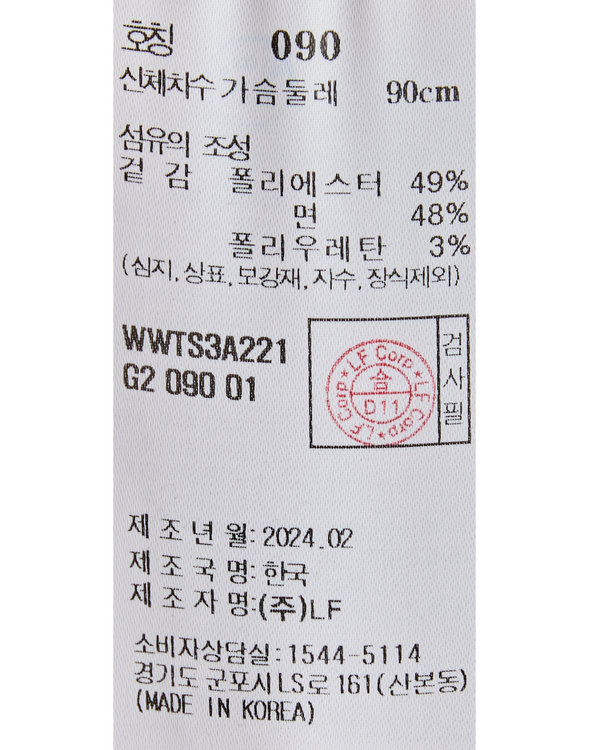 호칭 090
신체치수 가슴둘레 90cm
섬유의 조성
겉감 폴리에스터 49%
면 48%
폴리우레탄 3%
(심지,상표,보강재,자수,장식제외)
WWTS3A221
G2 090 01
LF Corp ★ LF Corp ★ LF Corp ★
숨
D11
검사필
제조년월:2024.02
제조국명:한국
제조자명:(주)LF
소비자상담실:1544-5114
경기도 군포시 LS로 161(산본동)
(MADE IN KOREA)